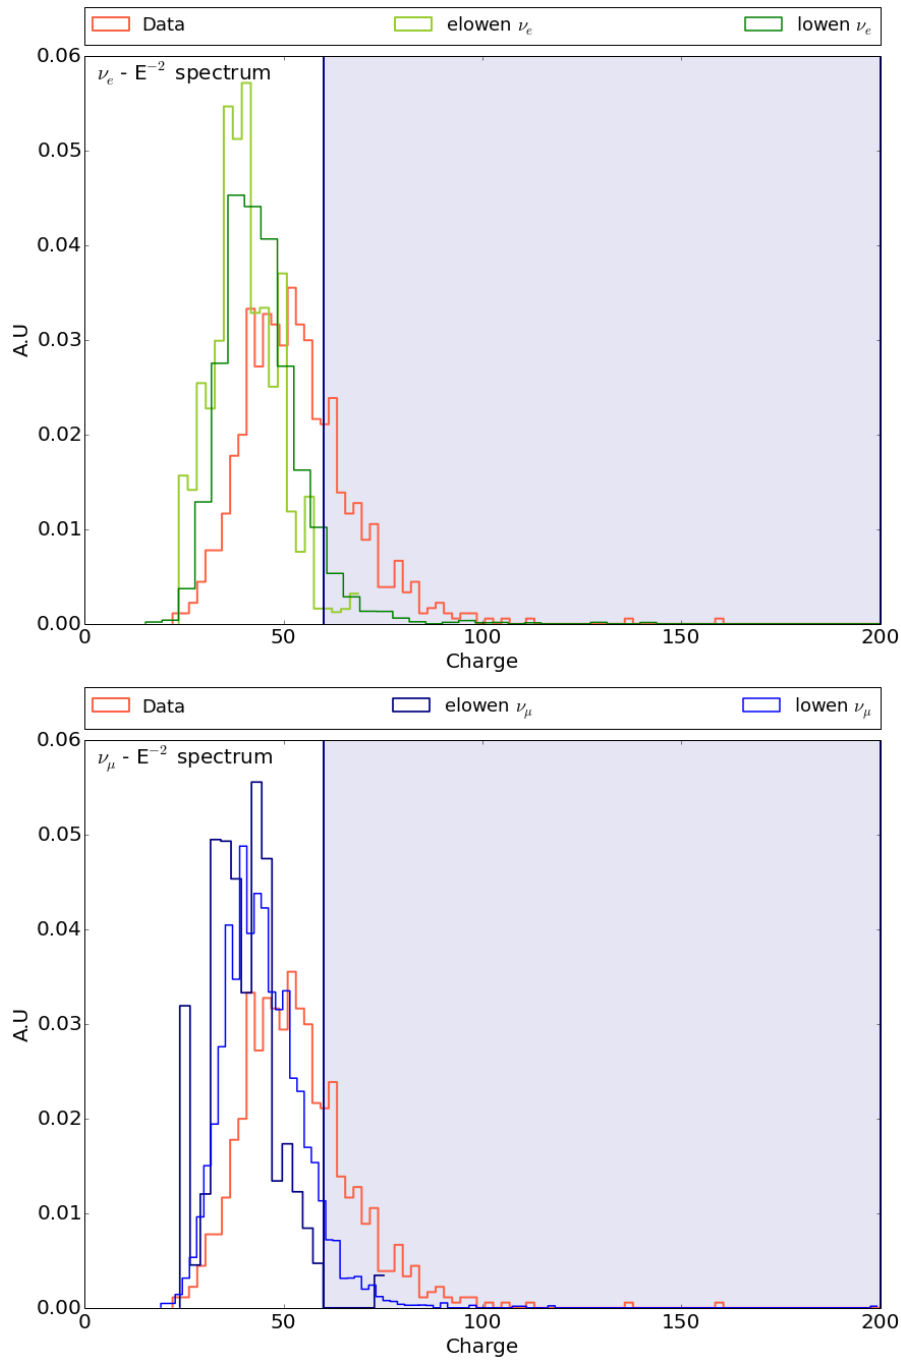 Data elowen νe lowen νe
νe - E−2 spectrum
0.06
0.05
0.04
0.03
0.02
0.01
0.00
A.U
0 50 100 150 200
Charge
Data elowen νμ lowen νμ
νμ - E−2 spectrum
0.06
0.05
0.04
0.03
0.02
0.01
0.00
A.U
0 50 100 150 200
Charge